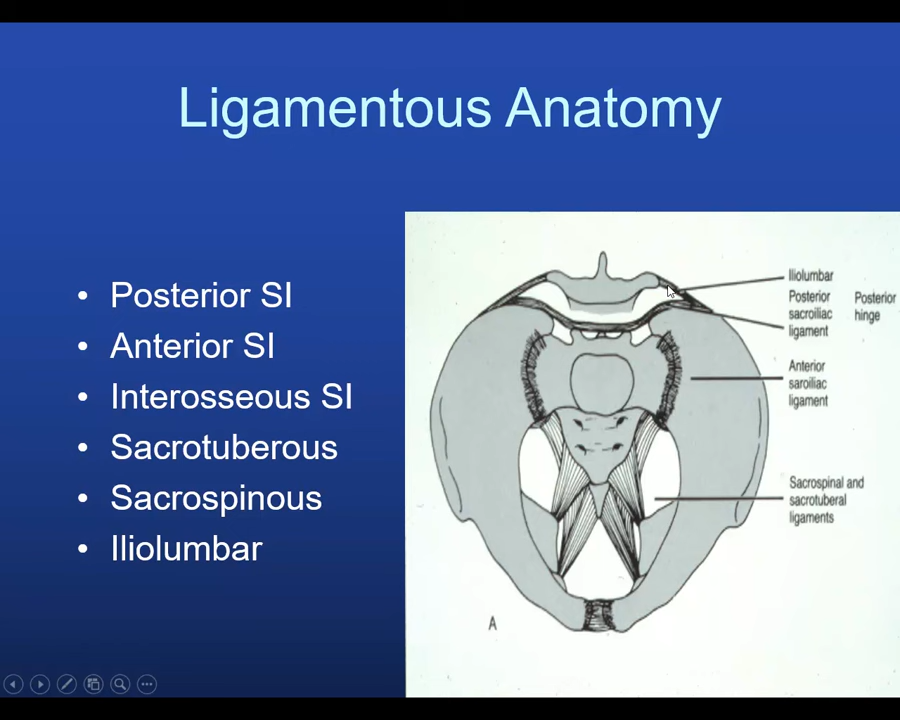 Ligamentous Anatomy
• Posterior SI
• Anterior SI
• Interosseous SI
• Sacrotuberous
• Sacrospinous
• Iliolumbar
Iliolumbar
Posterior
sacroiliac
ligament
Posterior
hinge
Anterior
saroiliac
ligament
Sacrospinal and
sacrotuberal
ligaments
A